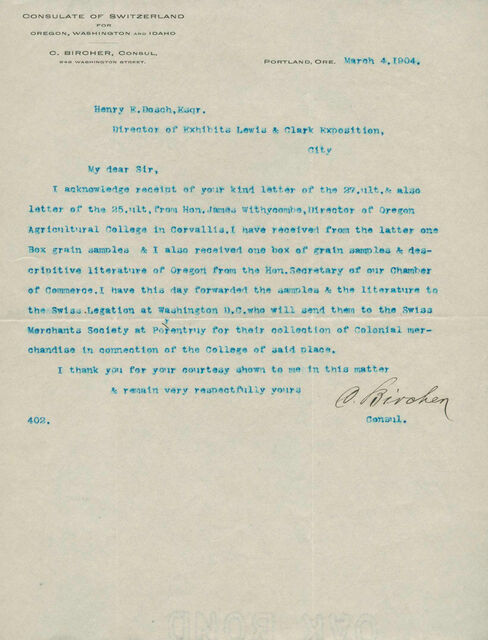 CONSULATE OF SWITZERLAND
FOR
OREGON, WASHINGTON AND IDAHO
C. BIRCHER, CONSUL,
WASHINGTON STREET.
PORTLAND, ORE. March 4, 1904.
Henry E. Dosch, Esqr.
Director of Exhibits Lewis & Clark Exposition,
City
My dear Sir,
I acknowledge receipt of your kind letter of the 27. ult. & also
letter of the 25. ult, from Hon. James Withycombe, Director of Oregon
Agricultural College in Corvallis. I have received from the latter one
Box grain samples & I also received one box of grain samples & des-
criptive literature of Oregon from the Hon. Secretary of our Chamber
of Commerce. I have this day forwarded the samples & the literature to
the Swiss. Legation at Washington D.C. who will send them to the Swiss
Merchants Society at Porentruy for their collection of Colonial mer-
chandise in connection of the College of said place.
I thank you for your courtesy shown to me in this matter
& remain very respectfully yours
C. Bircher
402. Consul.
BOND